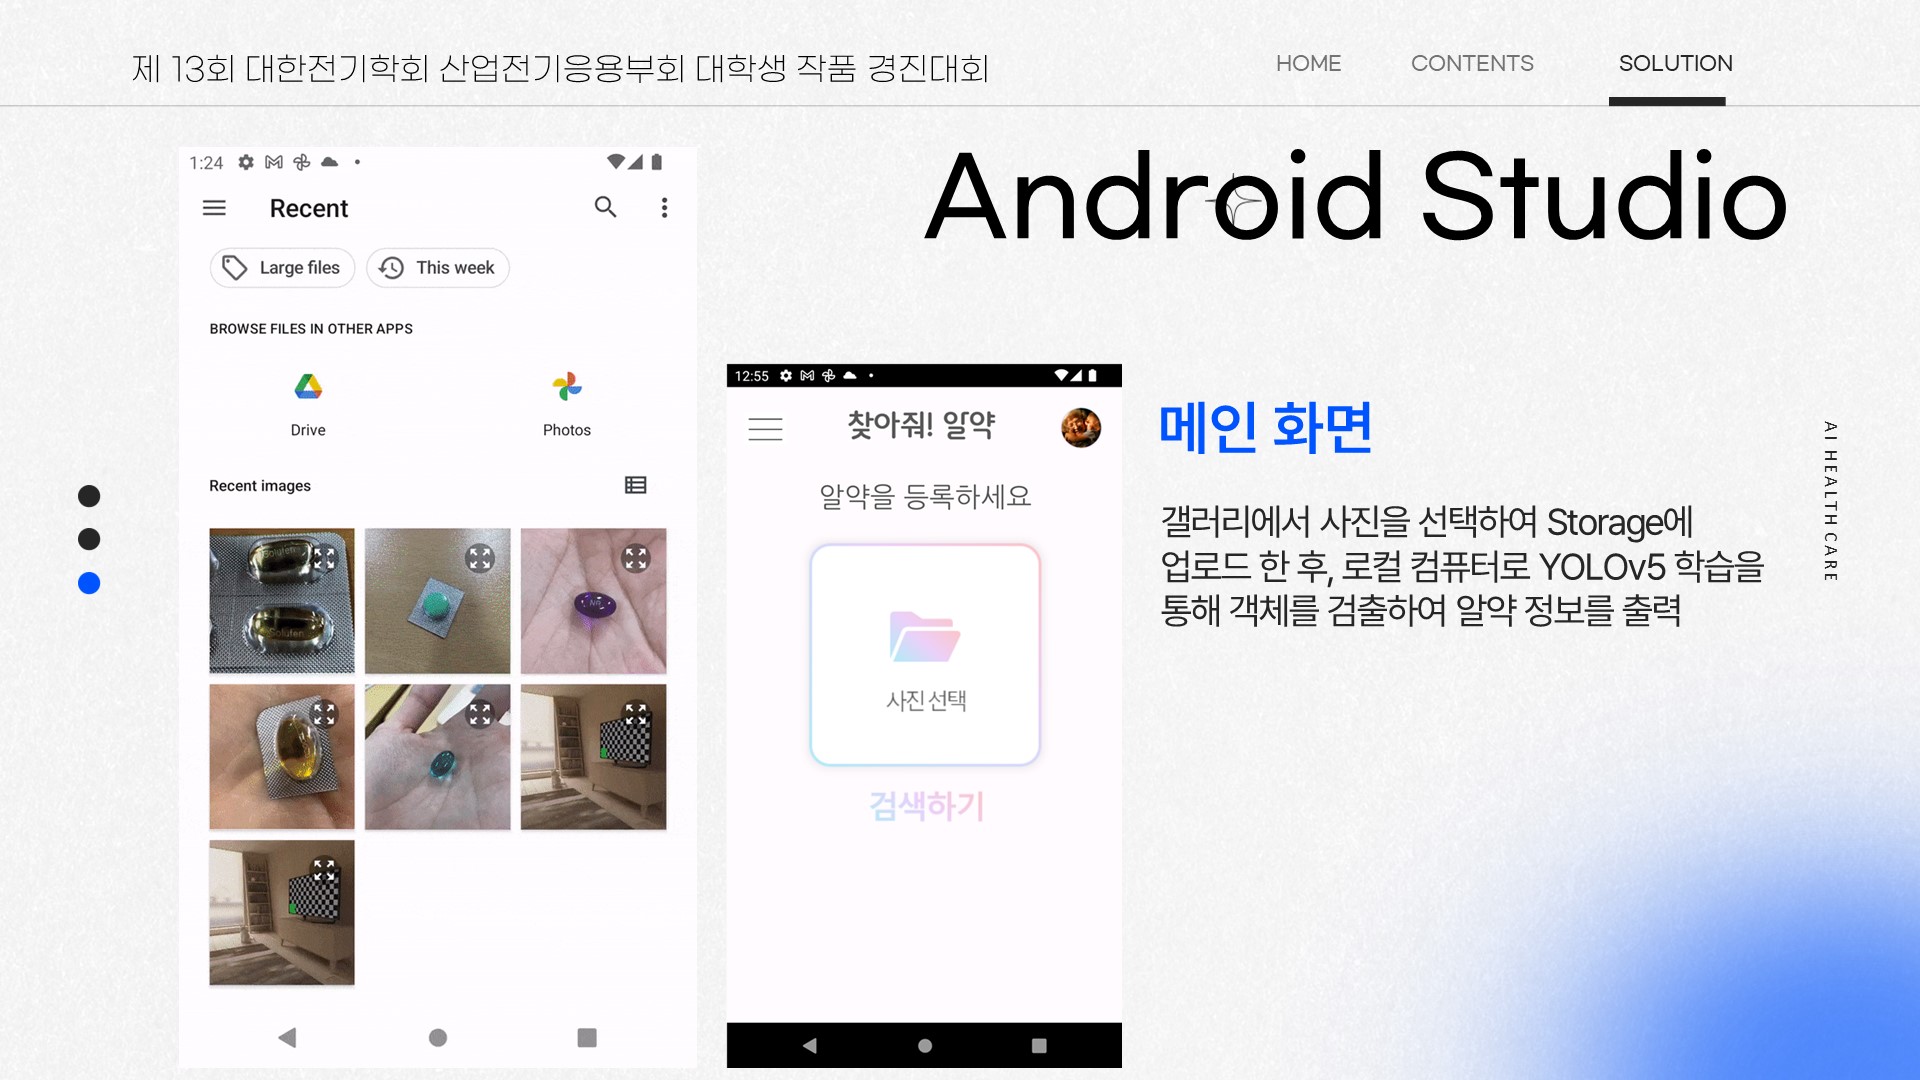 제 13회 대한전기학회 산업전기응용부회 대학생 작품 경진대회
HOME
CONTENTS
SOLUTION
Android Studio
1:24
Recent
Large files
This week
BROWSE FILES IN OTHER APPS
Drive
Photos
Recent images
Solufen
Solufen
12:55
찾아줘! 알약
알약을 등록하세요
사진 선택
검색하기
메인 화면
갤러리에서 사진을 선택하여 Storage에
업로드 한 후, 로컬 컴퓨터로 YOLOv5 학습을
통해 객체를 검출하여 알약 정보를 출력
AI HEALTH CARE